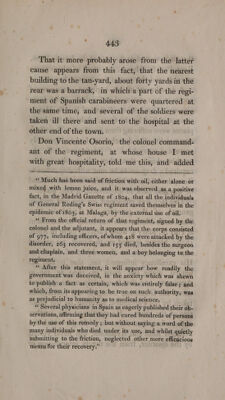 443
That it more probably arose from the latter
cause appears from this fact, that the nearest
building to the tan-yard, about forty yards in the
rear was a barrack, in which a part of the regi-
ment of Spanish carabineers were quartered at
the same time, and several of the soldiers were
taken ill there and sent to the hospital at the
other end of the town.
Don Vincente Osorio, the colonel command-
ant of the regiment, at whose house I met
with great hospitality, told me this, and added
" Much has been said of friction with oil, either alone or
mixed with lemon juice, and it was observed as a positive
fact, in the Madrid Gazette of 1804, that all the individuals
of General Reding's Swiss regiment saved themselves in the
epidemic of 1803, at Malaga, by the external use of oil.
" From the official return of that regiment, signed by the
colonel and the adjutant, it appears that the corps consisted
of 977, including officers, of whom 428 were attacked by the
disorder, 263 recovered, and 155 died, besides the surgeon
and chaplain, and three women, and a boy belonging to the
regiment.
" After this statement, it will appear how readily the
government was deceived, in the anxiety which was shewn
to publish a fact as certain, which was entirely false; and
which, from its appearing to be true on such authority, was
as prejudicial to humanity as to medical science.
" Several physicians in Spain as eagerly published their ob-
servations, affirming that they had cured hundreds of persons
by the use of this remedy; but without saying a word of the
many individuals who died under its use, and whilst quietly
submitting to the friction, neglected other more efficacious
means for their recovery."